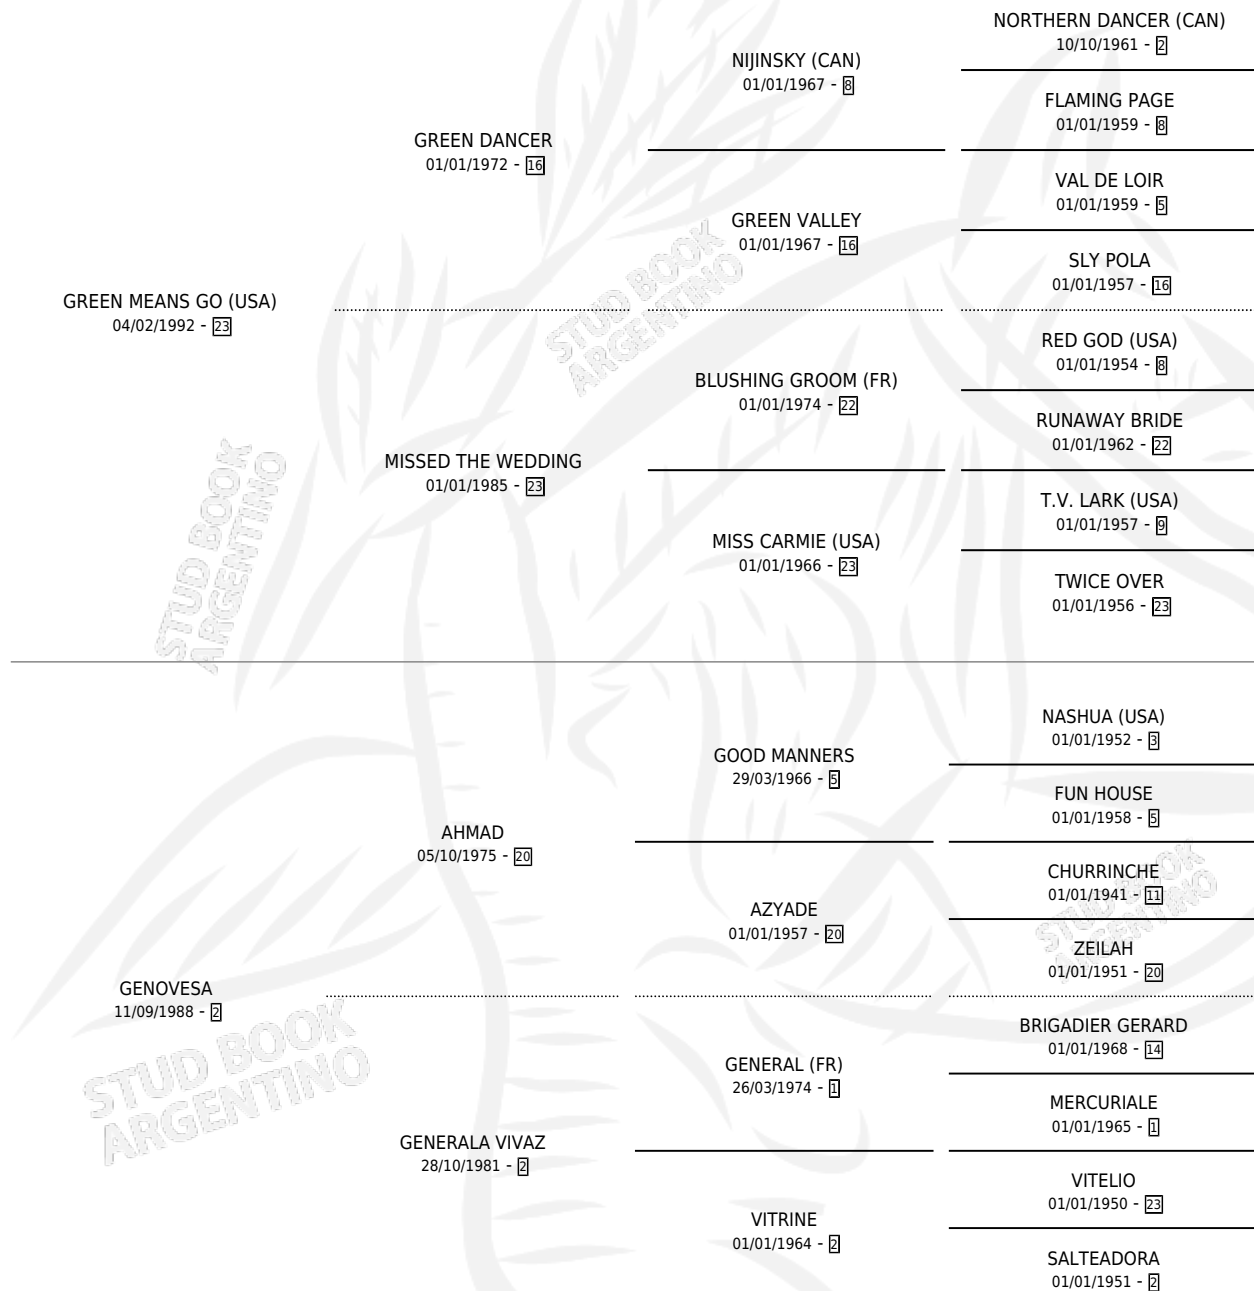 NORTHERN DANCER (CAN)
10/10/1961 - 2
NIJINSKY (CAN)
01/01/1967 - 8
FLAMING PAGE
01/01/1959 - 8
GREEN DANCER
01/01/1972 - 16
VAL DE LOIR
01/01/1959 - 5
GREEN VALLEY
01/01/1967 - 16
SLY POLA
01/01/1957 - 16
GREEN MEANS GO (USA)
04/02/1992 - 23
STUD BOOK
ARGENTINO
RED GOD (USA)
01/01/1954 - 8
BLUSHING GROOM (FR)
01/01/1974 - 22
RUNAWAY BRIDE
01/01/1962 - 22
MISSED THE WEDDING
01/01/1985 - 23
T.V. LARK (USA)
01/01/1957 - 9
MISS CARMIE (USA)
01/01/1966 - 23
TWICE OVER
01/01/1956 - 23
STUD BOOK
ARGENTINO
NASHUA (USA)
01/01/1952 - 3
GOOD MANNERS
29/03/1966 - 5
FUN HOUSE
01/01/1958 - 5
AHMAD
05/10/1975 - 20
CHURRINCHE
01/01/1941 - 11
AZYADE
01/01/1957 - 20
STUD BOOK
ARGENTINO
ZEILAH
01/01/1951 - 20
GENOVESA
11/09/1988 - 2
STUD BOOK
ARGENTINO
BRIGADIER GERARD
01/01/1968 - 14
GENERAL (FR)
26/03/1974 - 1
MERCURIALE
01/01/1965 - 1
GENERALA VIVAZ
28/10/1981 - 2
VITELIO
01/01/1950 - 23
VITRINE
01/01/1964 - 2
SALTEADORA
01/01/1951 - 2